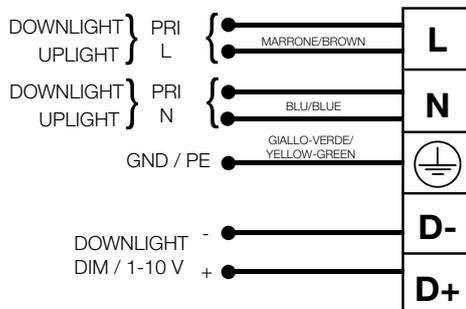 DOWNLIGHT } PRI { L
UPLIGHT } L { MARRONE/BROWN
DOWNLIGHT } PRI { N
UPLIGHT } N { BLU/BLUE
GIALLO-VERDE/
GND / PE YELLOW-GREEN
- D-
DOWNLIGHT
DIM / 1-10 V + D+